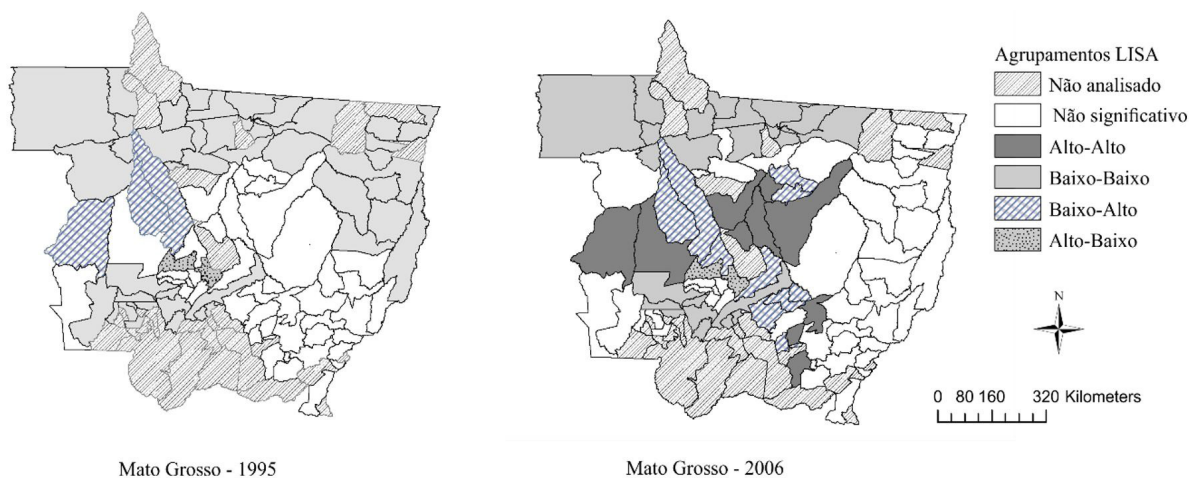 Agrupamentos LISA
Não analisado
Não significativo
Alto-Alto
Baixo-Baixo
Baixo-Alto
Alto-Baixo
N
0 80 160 320 Kilometers
Mato Grosso - 1995
Mato Grosso - 2006